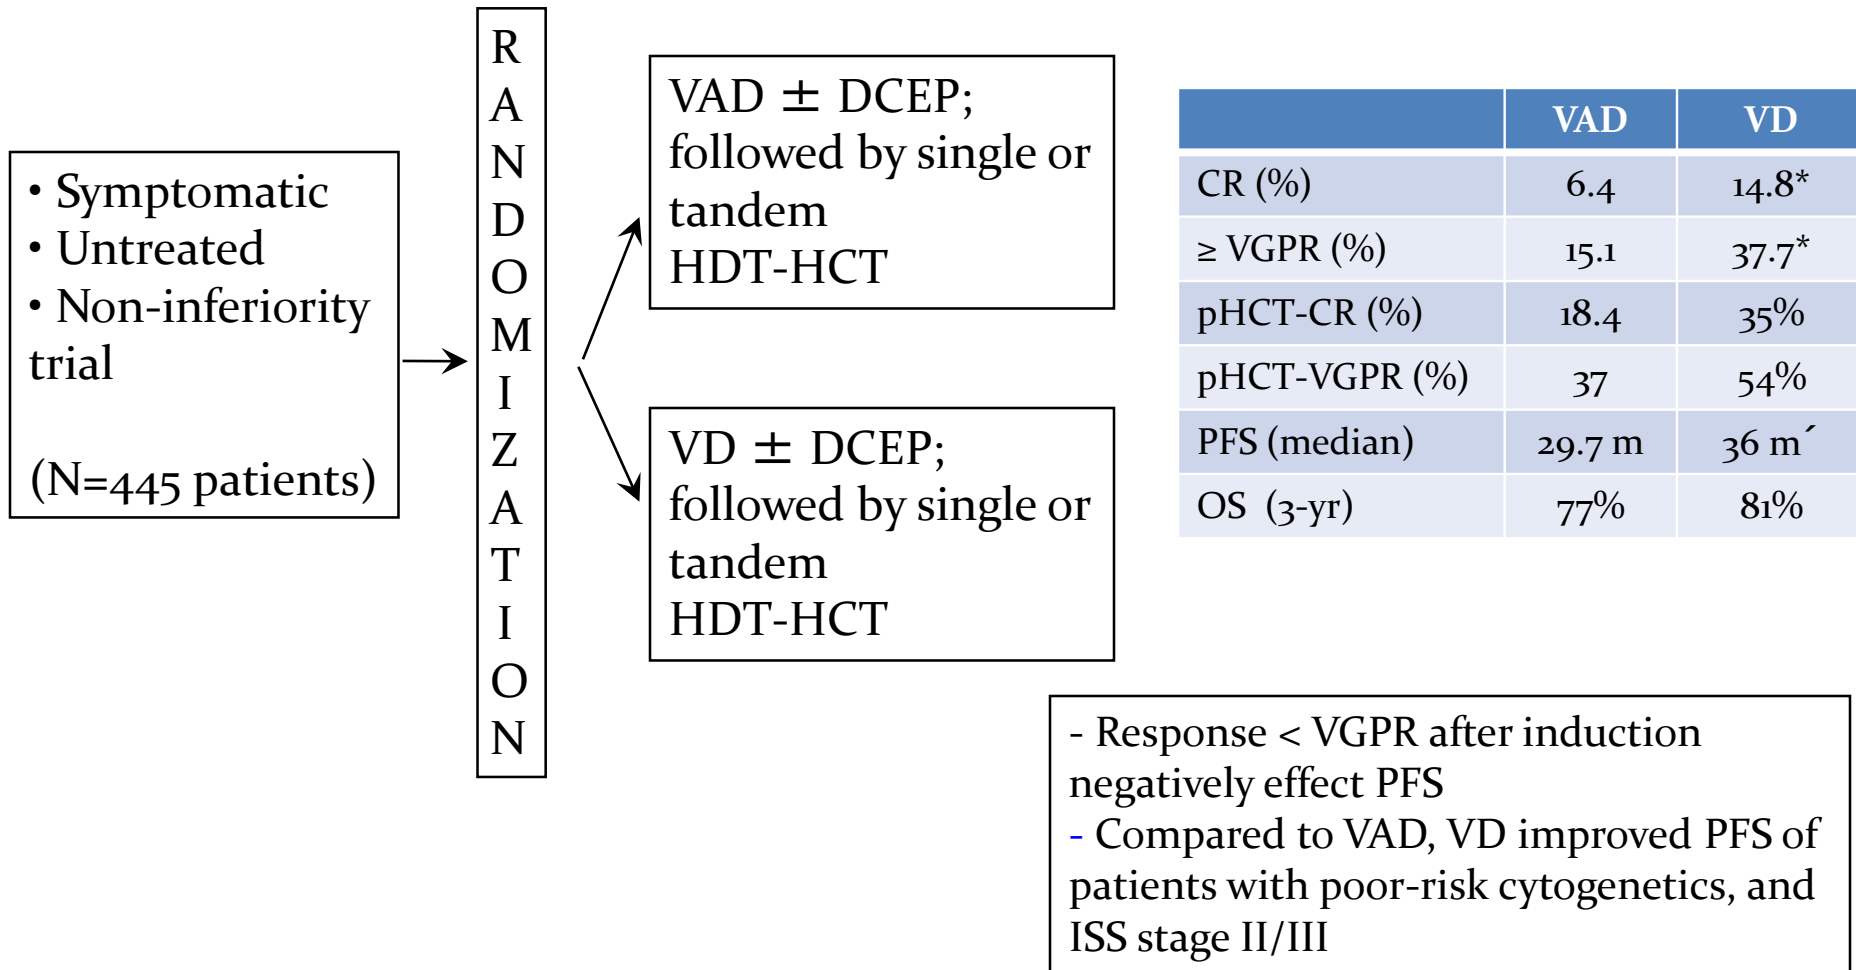 • Symptomatic
• Untreated
• Non-inferiority
trial
(N=445 patients)
R
A
N
D
O
M
I
Z
A
T
I
O
N
VAD ± DCEP;
followed by single or
tandem
HDT-HCT
VD ± DCEP;
followed by single or
tandem
HDT-HCT
VAD VD
CR (%) 6.4 14.8*
≥ VGPR (%) 15.1 37.7*
pHCT-CR (%) 18.4 35%
pHCT-VGPR (%) 37 54%
PFS (median) 29.7 m 36 m´
OS (3-yr) 77% 81%
- Response < VGPR after induction
negatively effect PFS
- Compared to VAD, VD improved PFS of
patients with poor-risk cytogenetics, and
ISS stage II/III